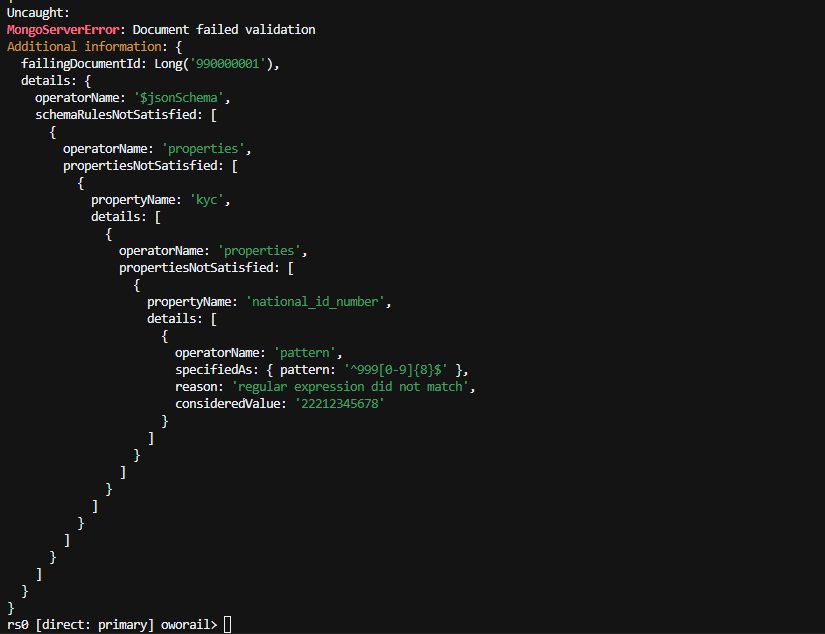 Uncaught:
MongoServerError: Document failed validation
Additional information: {
  failingDocumentId: Long('990000001'),
  details: {
    operatorName: '$jsonSchema',
    schemaRulesNotSatisfied: [
      {
        operatorName: 'properties',
        propertiesNotSatisfied: [
          {
            propertyName: 'kyc',
            details: [
              {
                operatorName: 'properties',
                propertiesNotSatisfied: [
                  {
                    propertyName: 'national_id_number',
                    details: [
                      {
                        operatorName: 'pattern',
                        specifiedAs: { pattern: '^999[0-9]{8}$' },
                        reason: 'regular expression did not match',
                        consideredValue: '22212345678'
                      }
                    ]
                  }
                ]
              }
            ]
          }
        ]
      }
    ]
  }
}
rs0 [direct: primary] oworail>